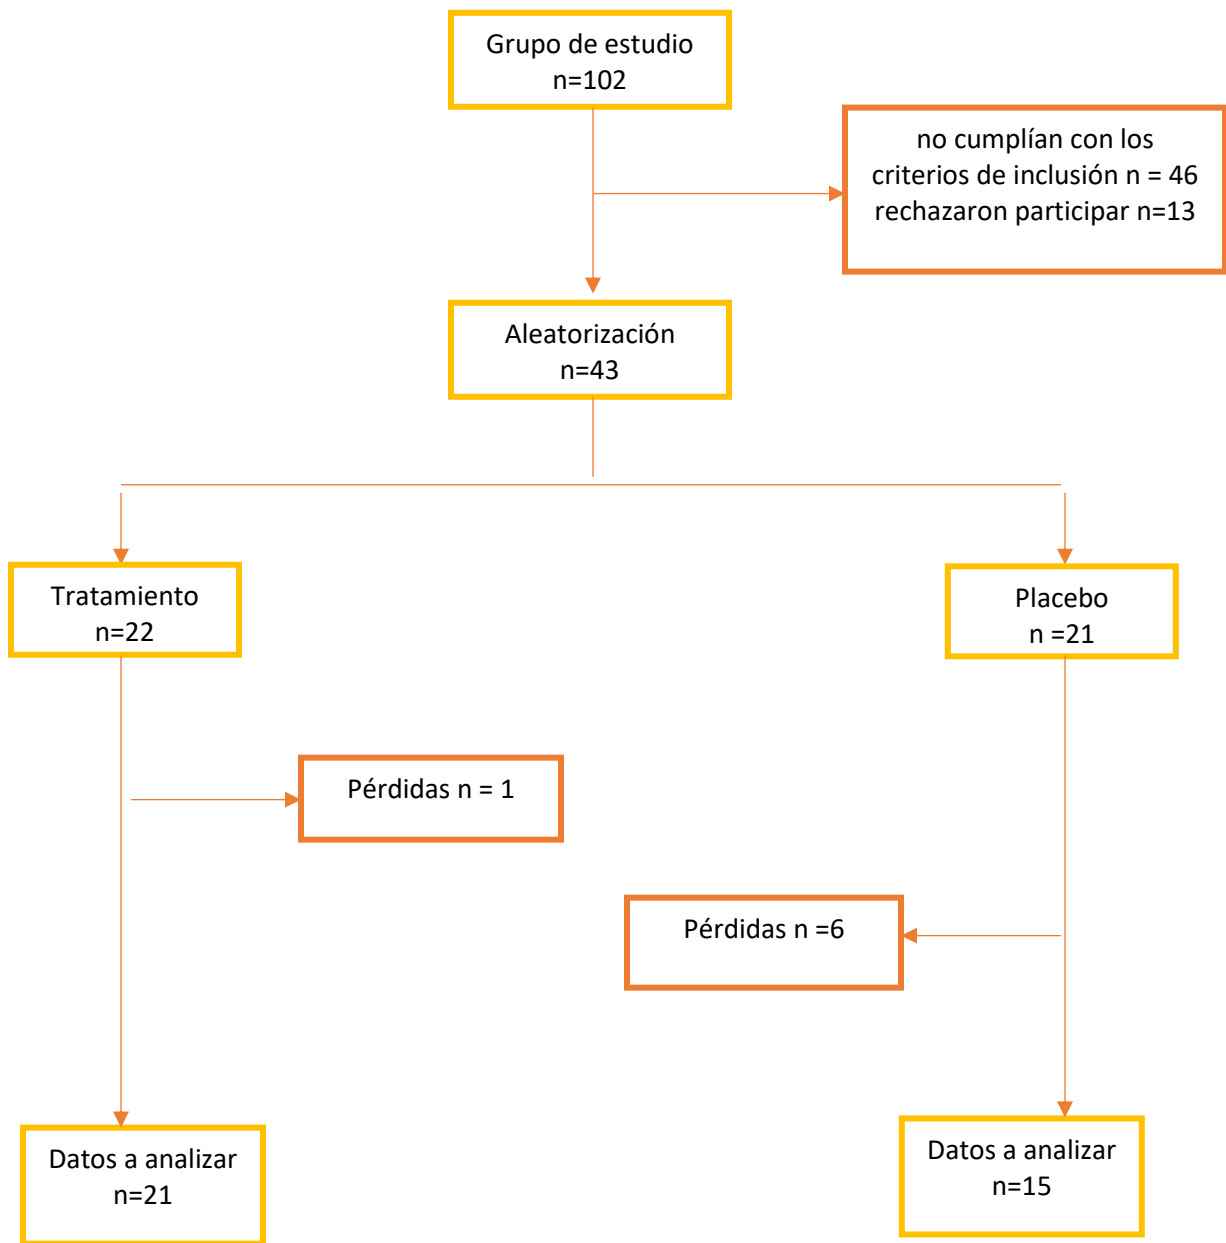 Grupo de estudio
n=102
no cumplían con los
criterios de inclusión n = 46
rechazaron participar n=13
Aleatorización
n=43
Tratamiento
n=22
Placebo
n =21
Pérdidas n = 1
Pérdidas n =6
Datos a analizar
n=21
Datos a analizar
n=15